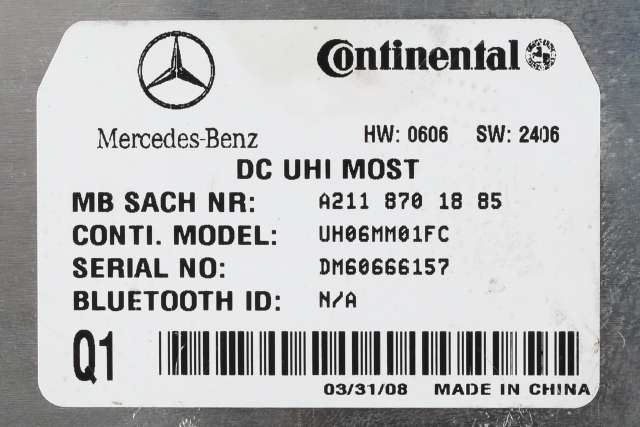 Continental
Mercedes-Benz
HW: 0606 SW: 2406
DC UHI MOST
MB SACH NR: A211 870 18 85
CONTI. MODEL: UH06MM01FC
SERIAL NO: DM60666157
BLUETOOTH ID: N/A
Q1
03/31/08 MADE IN CHINA